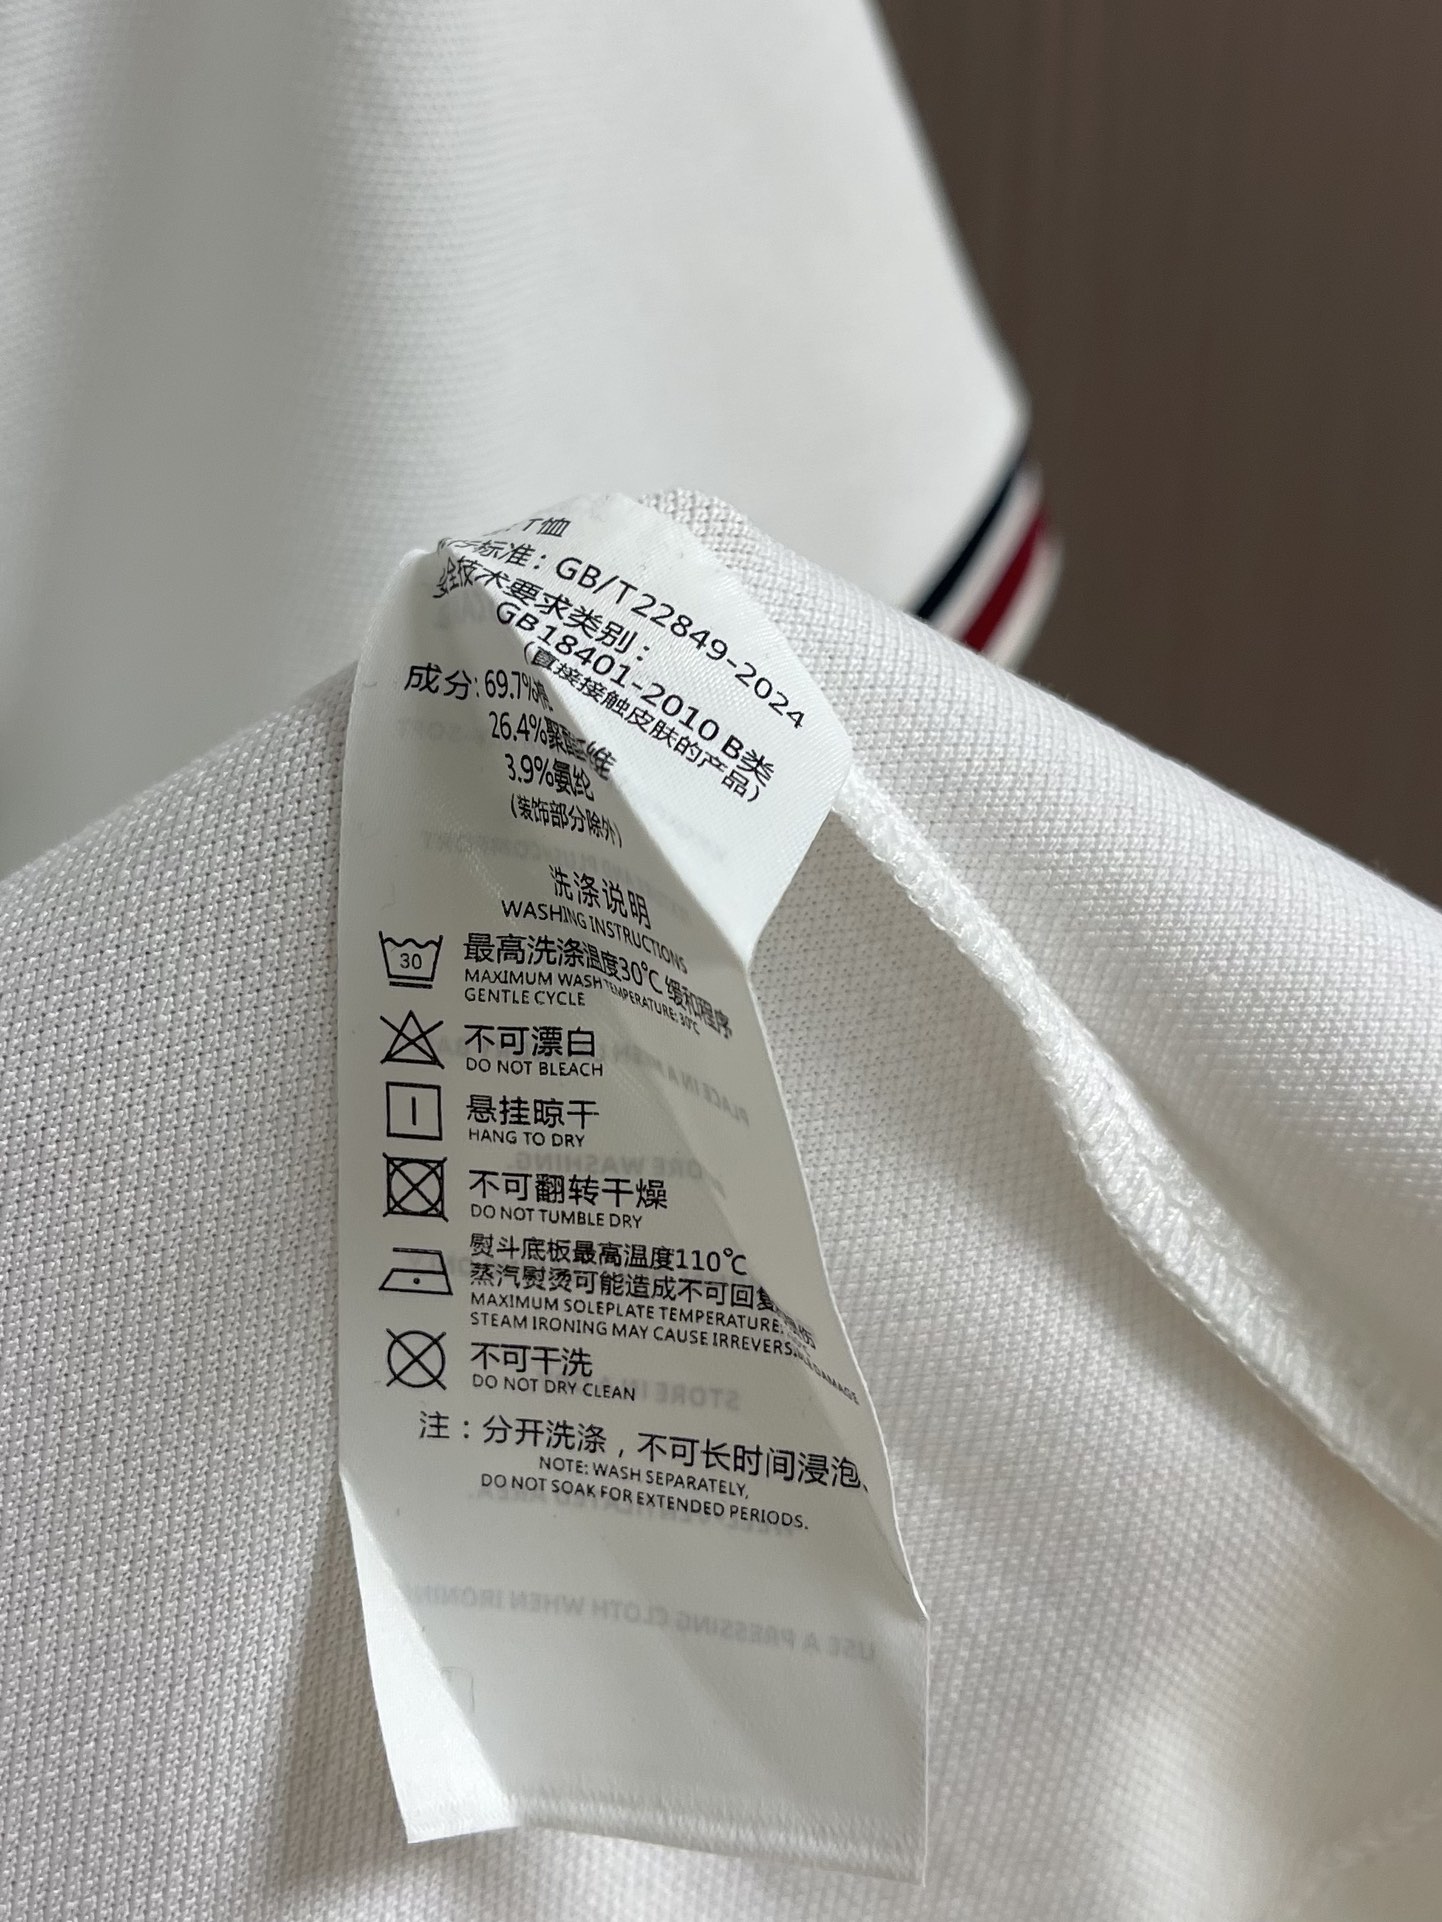 T恤
标准：GB/T22849-2024
安全技术要求类别：
GB18401-2010 B类
（直接接触皮肤的产品）
成分：69.7%棉
26.4%聚酯纤维
3.9%氨纶
（装饰部分除外）
洗涤说明
WASHING INSTRUCTIONS
30
最高洗涤温度30℃ 缓和程序
MAXIMUM WASH TEMPERATURE:30℃
GENTLE CYCLE
不可漂白
DO NOT BLEACH
悬挂晾干
HANG TO DRY
不可翻转干燥
DO NOT TUMBLE DRY
熨斗底板最高温度110℃
蒸汽熨烫可能造成不可回复
MAXIMUM SOLEPLATE TEMPERATURE:
STEAM IRONING MAY CAUSE DAMAGE
不可干洗
DO NOT DRY CLEAN
注：分开洗涤，不可长时间浸泡
NOTE: WASH SEPARATELY,
DO NOT SOAK FOR EXTENDED PERIODS.